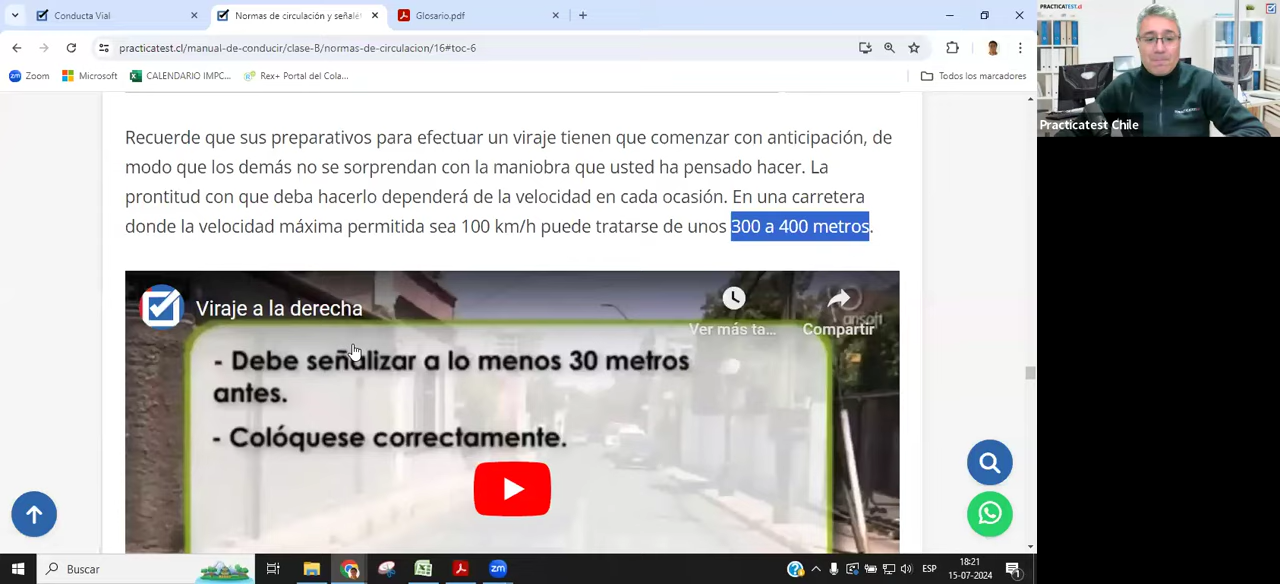 Conducta Vial
Normas de circulación y señale
Glosario.pdf
practicatest.cl/manual-de-conducir/clase-B/normas-de-circulacion/16#t03
Zoom
Microsoft
CALENDARIO IMPC...
Rex+ Portal del Cola...
Todos los marcadores
PRACTICATEST.cl
Practicatest Chile
Recuerde que sus preparativos para efectuar un viraje tienen que comenzar con anticipación, de
modo que los demás no se sorprendan con la maniobra que usted ha pensado hacer. La
prontitud con que deba hacerlo dependerá de la velocidad en cada ocasión. En una carretera
donde la velocidad máxima permitida sea 100 km/h puede tratarse de unos 300 a 400 metros.
Viraje a la derecha
Ver más ta...
Compartir
ansoft
- Debe señalizar a lo menos 30 metros
antes.
- Colóquese correctamente.
Buscar
ESP
18:21
15-07-2024